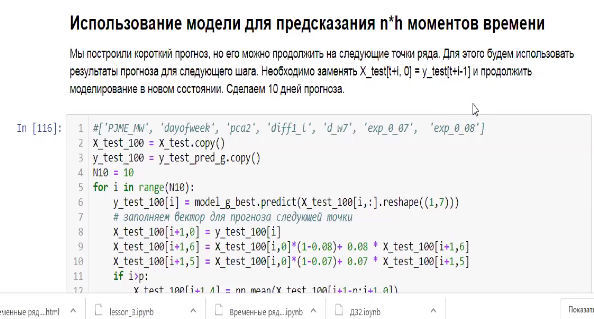 Использование модели для предсказания n*h моментов времени
Мы построили короткий прогноз, но его можно продолжить на следующие точки ряда. Для этого будем использовать
результаты прогноза для следующего шага. Необходимо заменять X_test[t+i, 0] = y_test[t+i-1] и продолжить
моделирование в новом состоянии. Сделаем 10 дней прогноза.
In [116]:
1 #['PJME_MW', 'dayofweek', 'pca2', 'diff1_l', 'd_w7', 'exp_0_07', 'exp_0_08']
2 X_test_100 = X_test.copy()
3 y_test_100 = y_test_pred_g.copy()
4 N10 = 10
5 for i in range(N10):
6 y_test_100[i] = model_g_best.predict(X_test_100[i,:].reshape((1,7)))
7 # заполняем вектор для прогноза следующей точки
8 X_test_100[i+1,0] = y_test_100[i]
9 X_test_100[i+1,6] = X_test_100[i,0]*(1-0.08)+ 0.08 * X_test_100[i+1,6]
10 X_test_100[i+1,5] = X_test_100[i,0]*(1-0.07)+ 0.07 * X_test_100[i+1,5]
11 if i>p:
12 X_test_100[i+1,4] = np.mean(X_test_100[i+1-p:i+1,0])
еменные ряд...html lesson_3.ipynb Временные ряд...ipynb ДЗ2.ipynb Показать